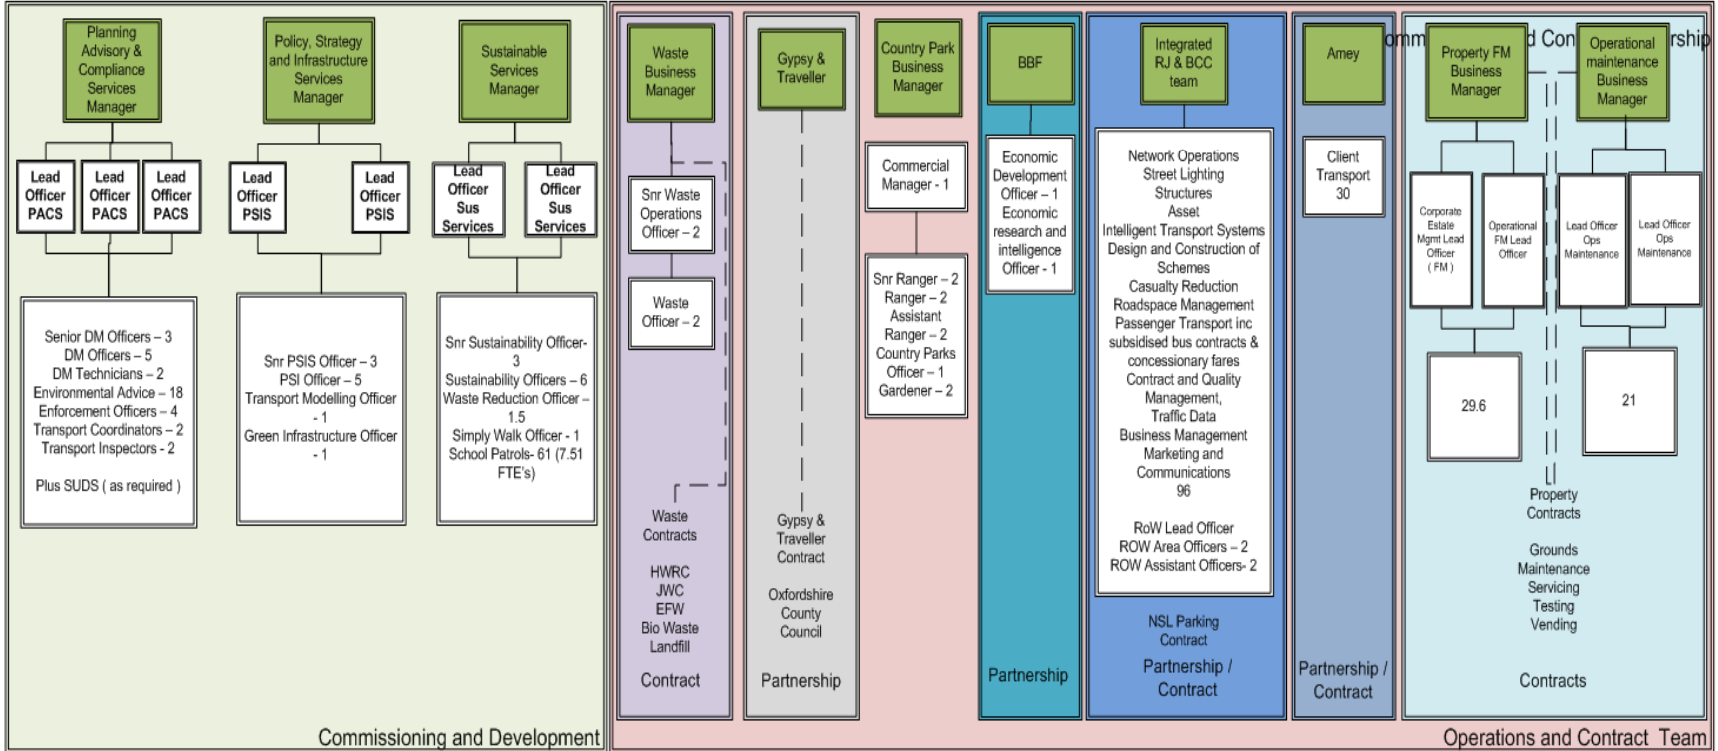 Planning
Advisory &
Compliance
Services
Manager
Lead
Officer
PACS
Lead
Officer
PACS
Lead
Officer
PACS
Senior DM Officers – 3
DM Officers – 5
DM Technicians – 2
Environmental Advice – 18
Enforcement Officers – 4
Transport Coordinators – 2
Transport Inspectors - 2
Plus SUDS ( as required )
Policy, Strategy
and Infrastructure
Services
Manager
Lead
Officer
PSIS
Lead
Officer
PSIS
Snr PSIS Officer – 3
PSI Officer – 5
Transport Modelling Officer
- 1
Green Infrastructure Officer
- 1
Sustainable
Services
Manager
Lead
Officer
Sus
Services
Lead
Officer
Sus
Services
Snr Sustainability Officer-
3
Sustainability Officers – 6
Waste Reduction Officer –
1.5
Simply Walk Officer - 1
School Patrols- 61 (7.51
FTE's)
Commissioning and Development
Waste
Business
Manager
Snr Waste
Operations
Officer – 2
Waste
Officer – 2
Waste
Contracts
HWRC
JWC
EFW
Bio Waste
Landfill
Contract
Gypsy &
Traveller
Gypsy &
Traveller
Contract
Oxfordshire
County
Council
Partnership
Country Park
Business
Manager
Commercial
Manager - 1
Snr Ranger – 2
Ranger – 2
Assistant
Ranger – 2
Country Parks
Officer – 1
Gardener – 2
BBF
Economic
Development
Officer – 1
Economic
research and
intelligence
Officer - 1
Partnership
Integrated
RJ & BCC
team
Network Operations
Street Lighting
Structures
Asset
Intelligent Transport Systems
Design and Construction of
Schemes
Casualty Reduction
Roadspace Management
Passenger Transport inc
subsidised bus contracts &
concessionary fares
Contract and Quality
Management,
Traffic Data
Business Management
Marketing and
Communications
96
RoW Lead Officer
ROW Area Officers – 2
ROW Assistant Officers- 2
NSL Parking
Contract
Partnership /
Contract
Amey
Client
Transport
30
Partnership /
Contract
Property FM
Business
Manager
Operational
maintenance
Business
Manager
Corporate
Estate
Mgmt Lead
Officer
( FM )
Operational
FM Lead
Officer
Lead Officer
Ops
Maintenance
Lead Officer
Ops
Maintenance
29.6
21
Property
Contracts
Grounds
Maintenance
Servicing
Testing
Vending
Contracts
Operations and Contract Team